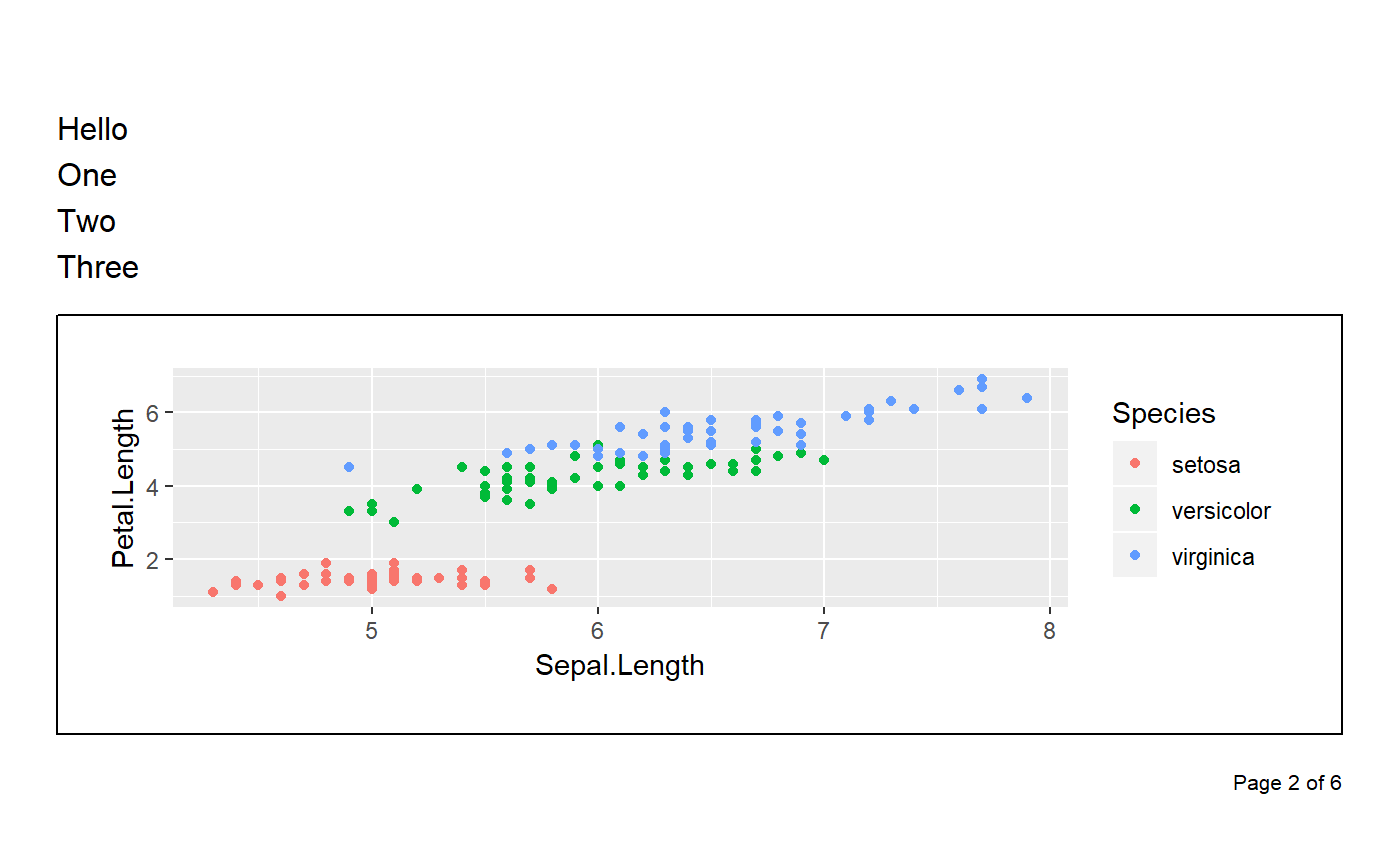 Hello
One
Two
Three
Petal.Length
6
4
2
5 6 7 8
Sepal.Length
Species
setosa
versicolor
virginica
Page 2 of 6